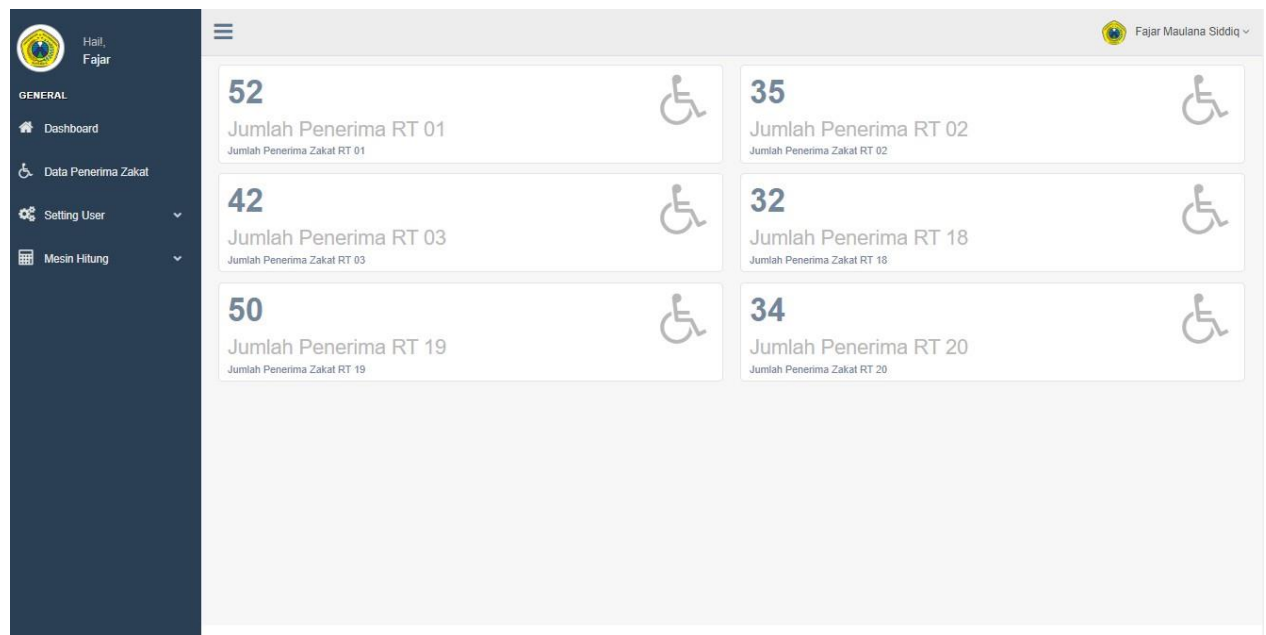 Hai!,
Fajar
GENERAL
Dashboard
Data Penerima Zakat
Setting User
Mesin Hitung
Fajar Maulana Siddiq
52
Jumlah Penerima RT 01
Jumlah Penerima Zakat RT 01
35
Jumlah Penerima RT 02
Jumlah Penerima Zakat RT 02
42
Jumlah Penerima RT 03
Jumlah Penerima Zakat RT 03
32
Jumlah Penerima RT 18
Jumlah Penerima Zakat RT 18
50
Jumlah Penerima RT 19
Jumlah Penerima Zakat RT 19
34
Jumlah Penerima RT 20
Jumlah Penerima Zakat RT 20